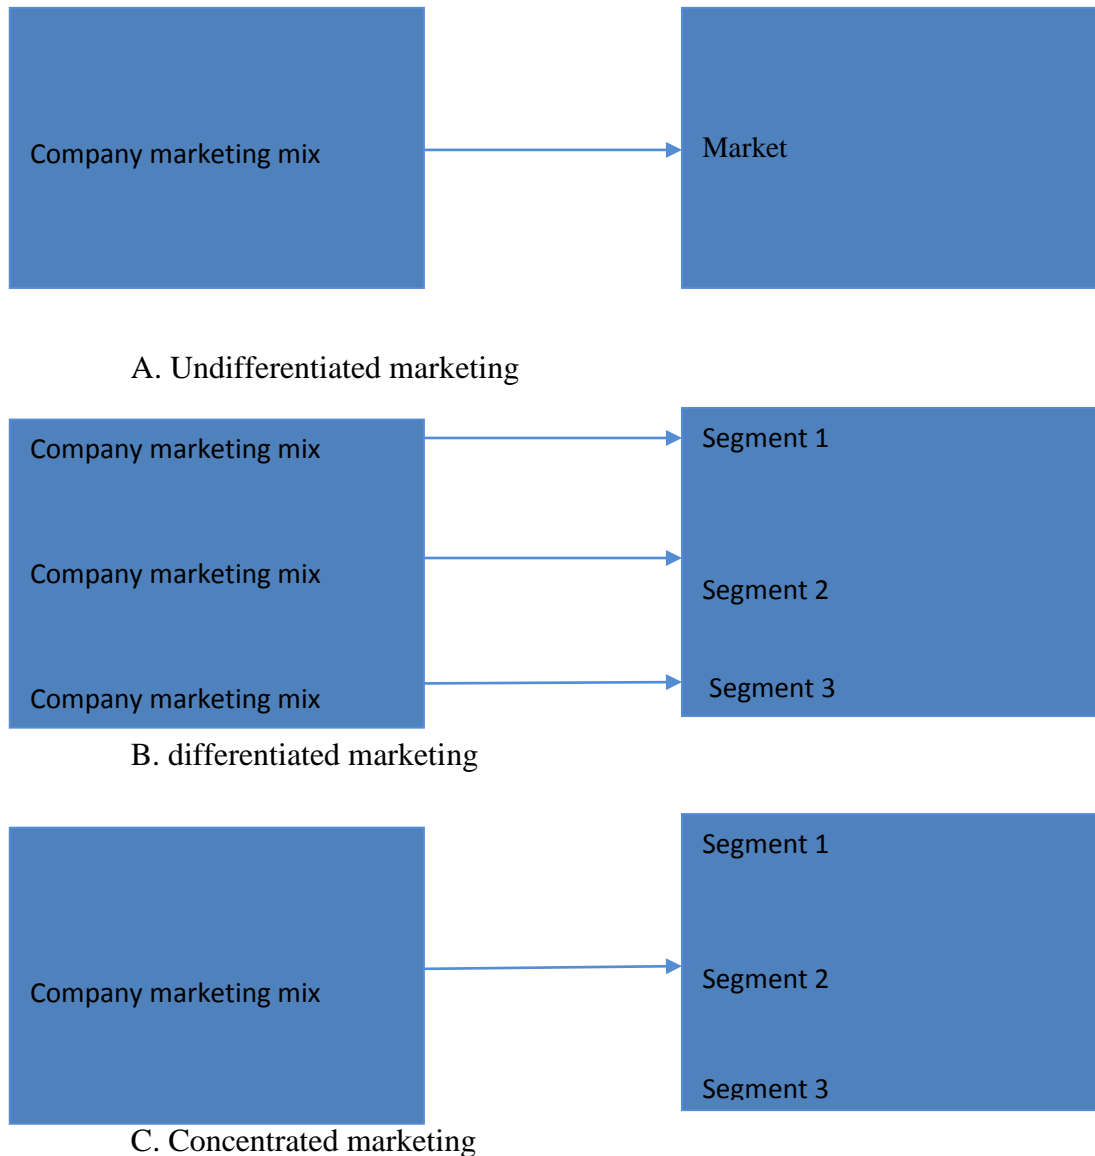 Company marketing mix
Market
A. Undifferentiated marketing
Company marketing mix
Segment 1
Company marketing mix
Segment 2
Company marketing mix
Segment 3
B. differentiated marketing
Segment 1
Company marketing mix
Segment 2
Segment 3
C. Concentrated marketing